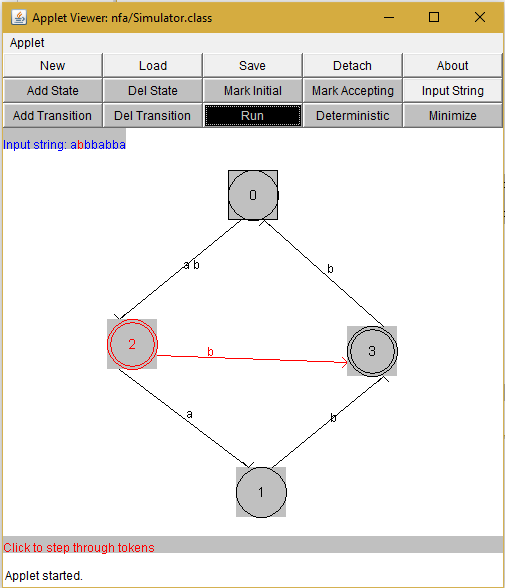 Applet Viewer: nfa/Simulator.class
Applet
New Load Save Detach About
Add State Del State Mark Initial Mark Accepting Input String
Add Transition Del Transition Run Deterministic Minimize
Input string: abbbabba
0
a b
b
2
b
3
a
b
1
Click to step through tokens
Applet started.